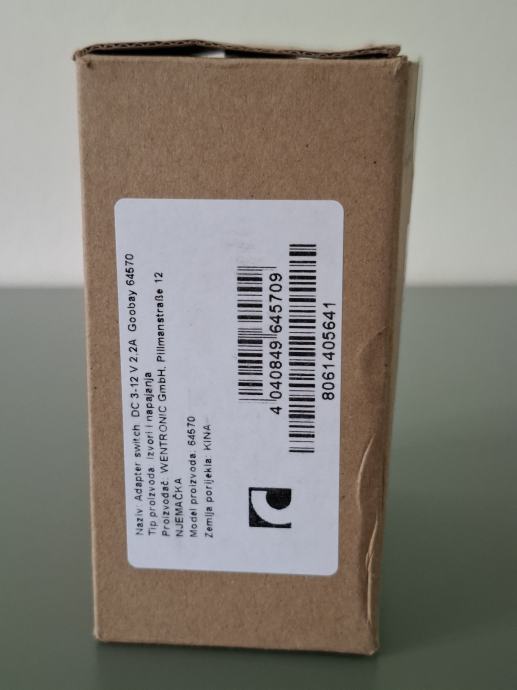 Naziv: Adapter switch DC 3-12 V 2,2A Goobay 64570
Tip proizvoda: izvori i napajanja
Proizvođač: WENTRONIC GmbH, Pillmanstraße 12
NJEMAČKA
Model proizvoda: 64570
Zemlja porijekla: KINA
4 040849 645709
8061405641